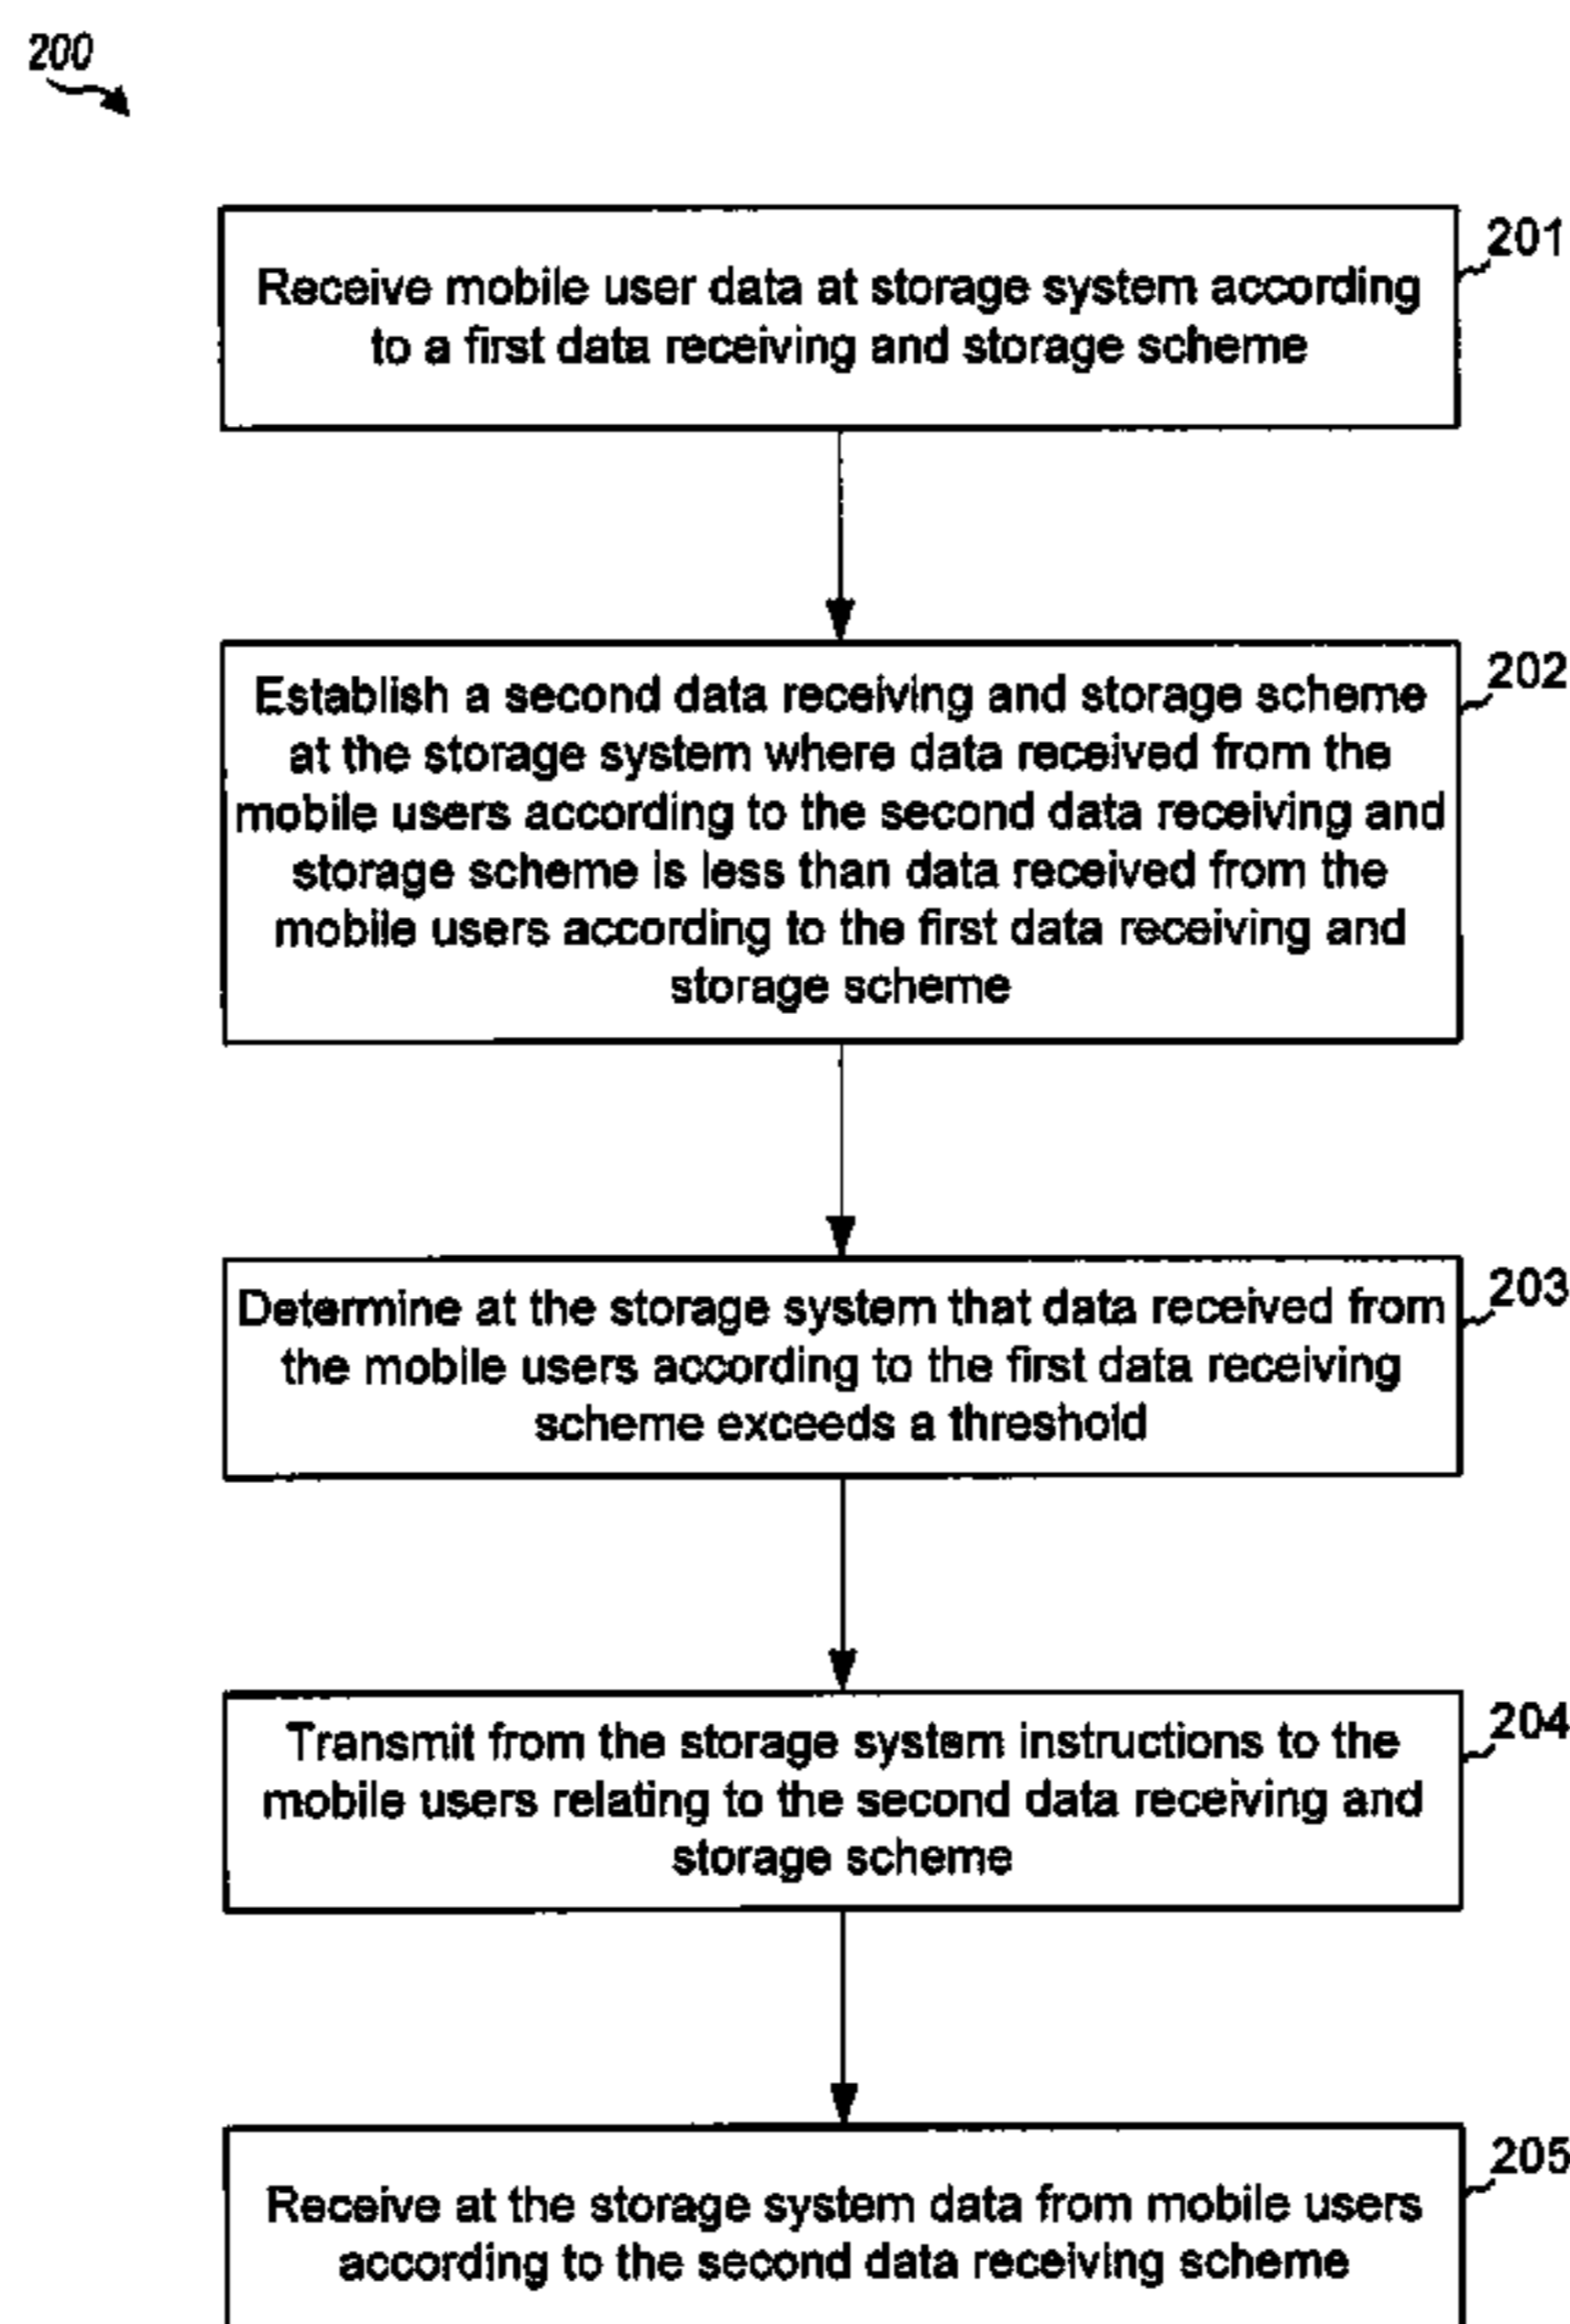 200
201
Receive mobile user data at storage system according
to a first data receiving and storage scheme
202
Establish a second data receiving and storage scheme
at the storage system where data received from the
mobile users according to the second data receiving and
storage scheme is less than data received from the
mobile users according to the first data receiving and
storage scheme
203
Determine at the storage system that data received from
the mobile users according to the first data receiving
scheme exceeds a threshold
204
Transmit from the storage system instructions to the
mobile users relating to the second data receiving and
storage scheme
205
Receive at the storage system data from mobile users
according to the second data receiving scheme